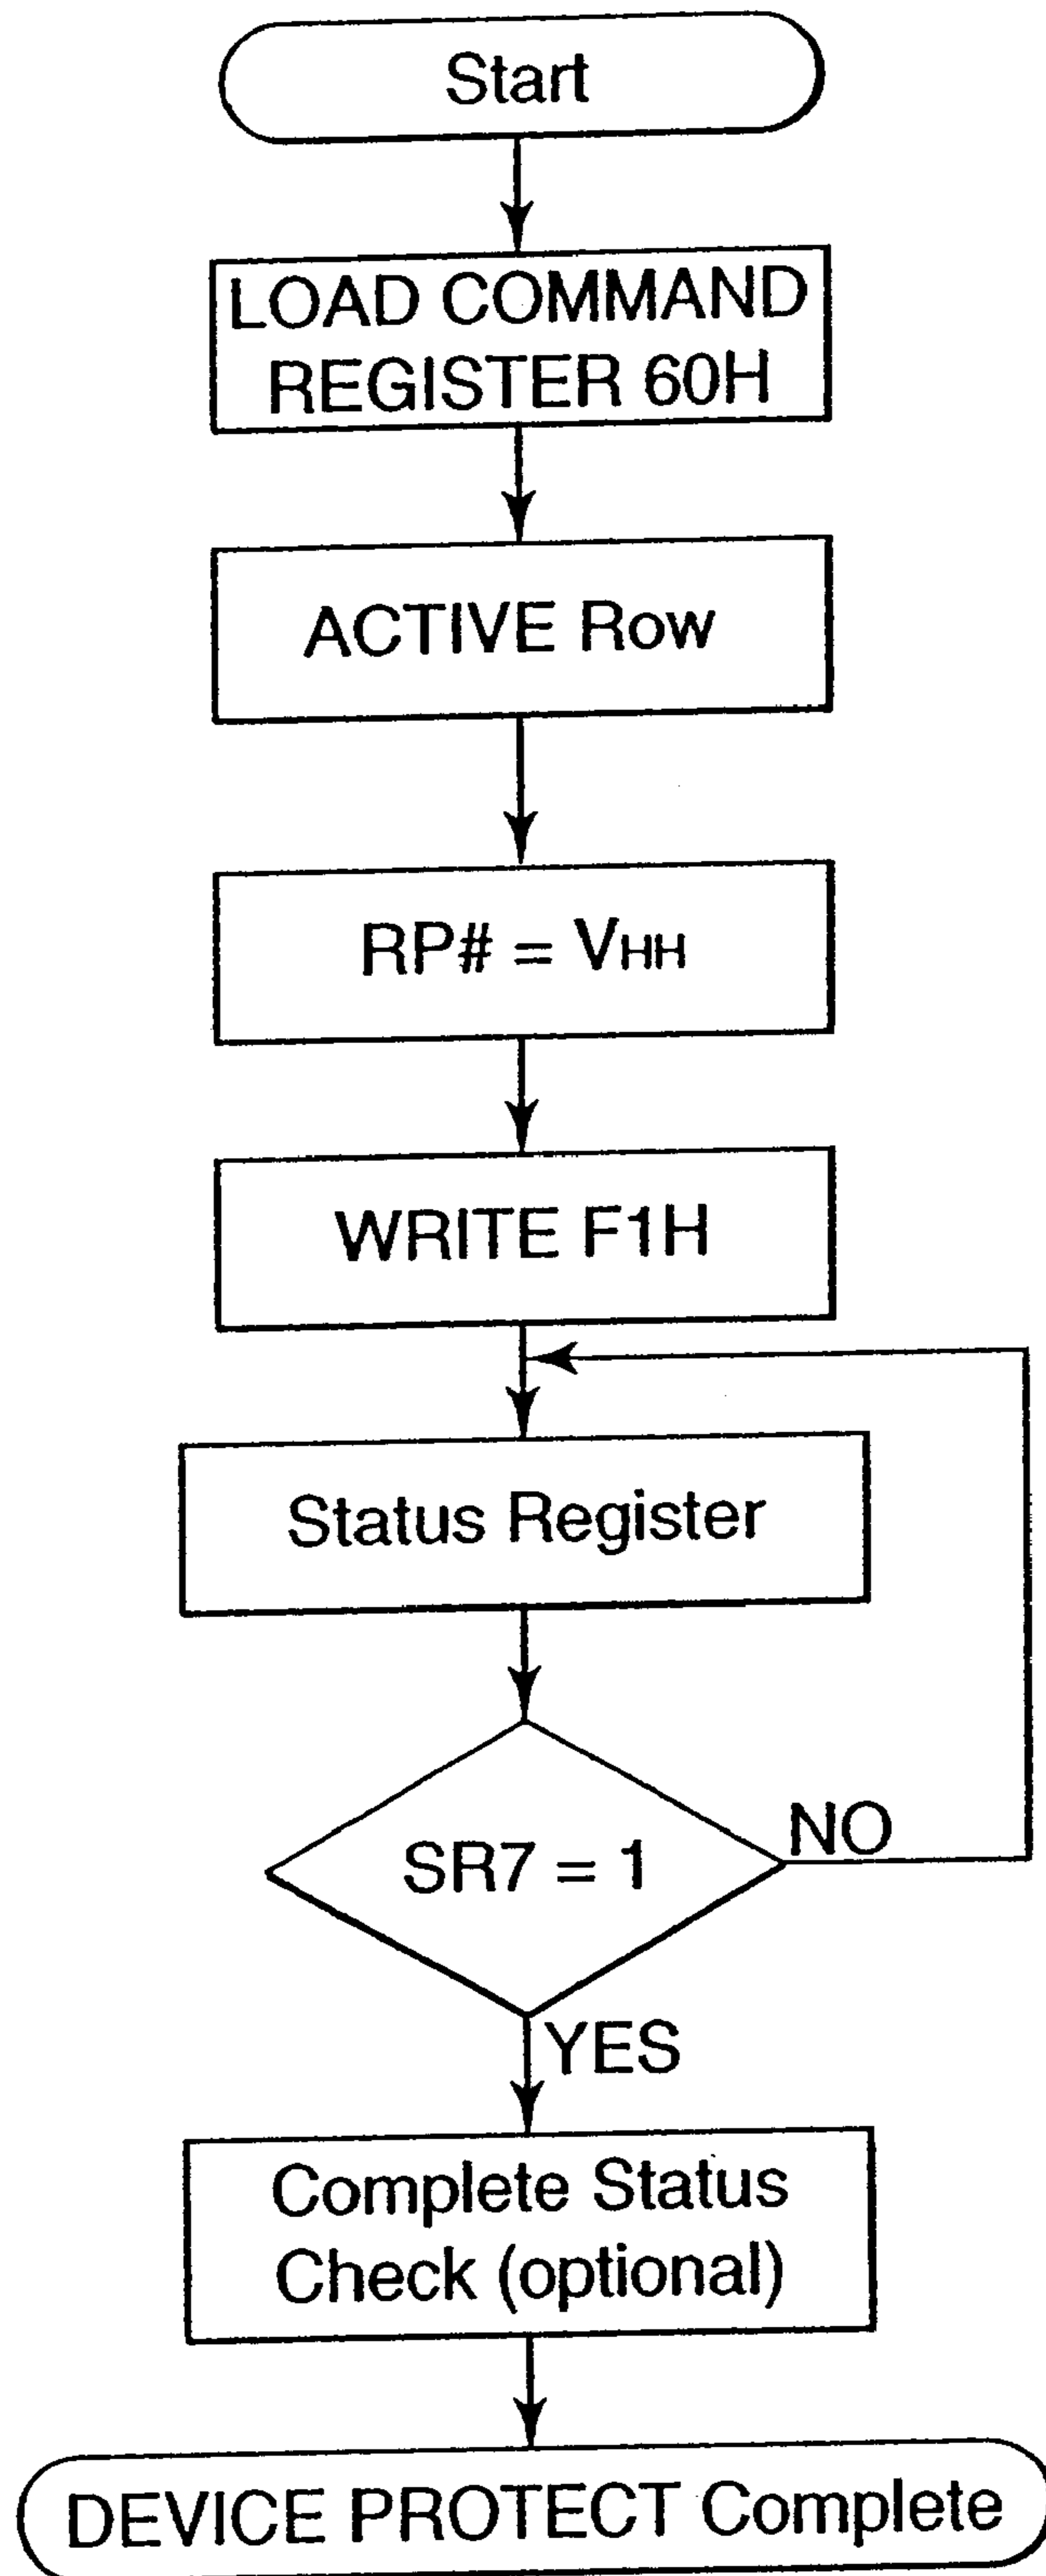 Start
LOAD COMMAND
REGISTER 60H
ACTIVE Row
RP# = VHH
WRITE F1H
Status Register
SR7 = 1
NO
YES
Complete Status
Check (optional)
DEVICE PROTECT Complete